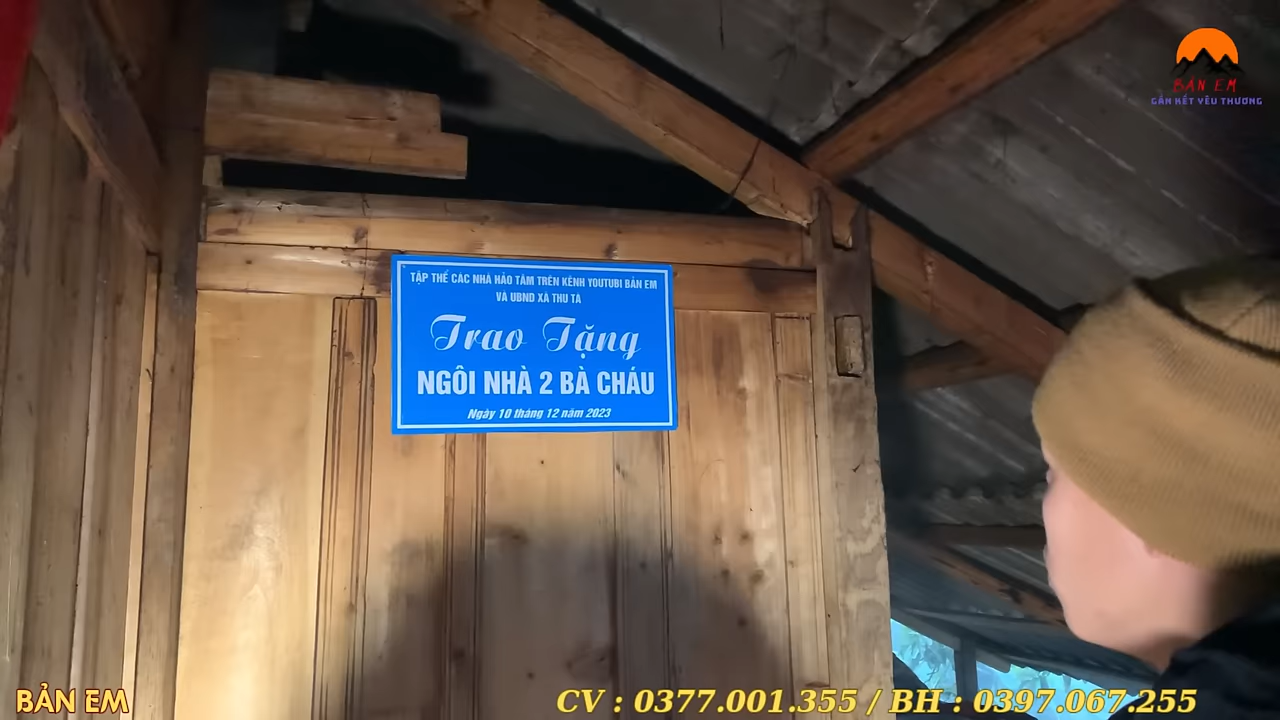 BẢN EM
GẮN KẾT YÊU THƯƠNG
TẬP THỂ CÁC NHÀ HẢO TÂM TRÊN KÊNH YOUTUBI BẢN EM
VÀ UBND XÃ THU TÀ
Trao Tặng
NGÔI NHÀ 2 BÀ CHÁU
Ngày 10 tháng 12 năm 2023
BẢN EM
CV : 0377.001.355 / BH : 0397.067.255